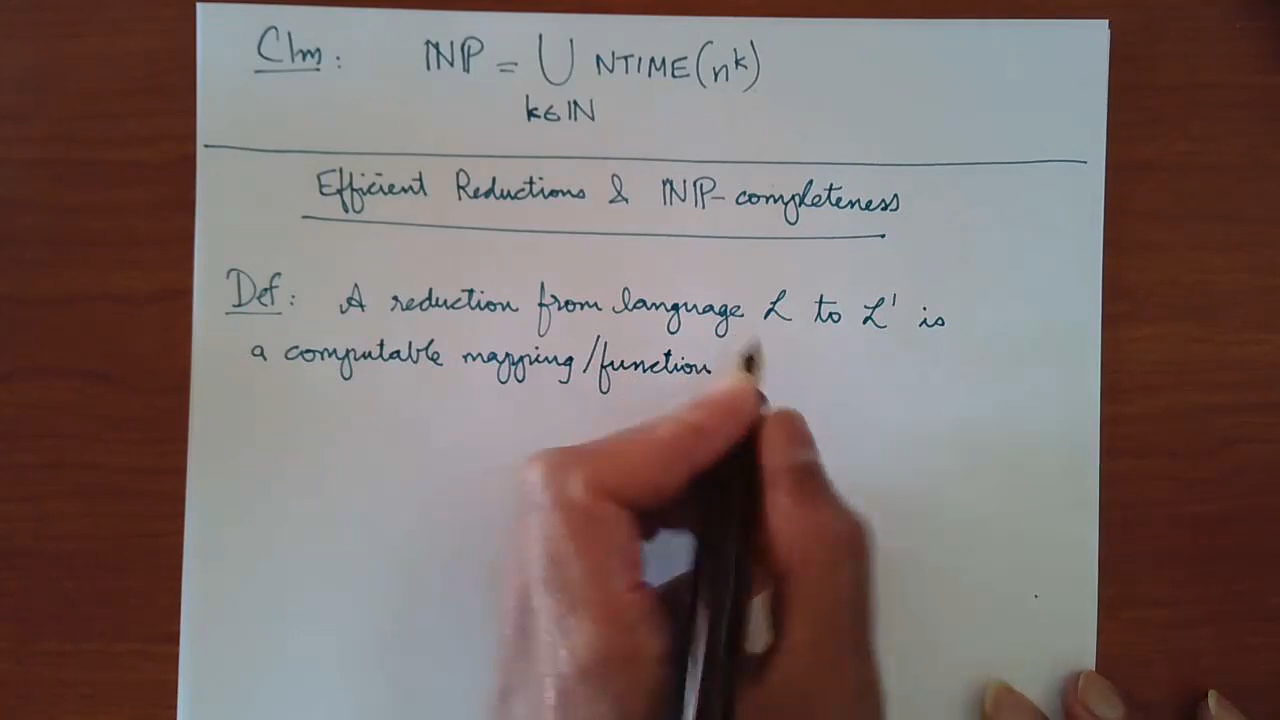 Clm: NP = ∪ NTIME(n^k)
k∈ℕ
Efficient Reductions & NP-completeness
Def: A reduction from language L to L' is
a computable mapping/function